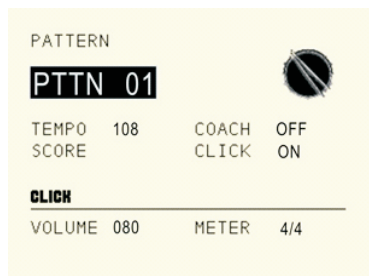 PATTERN
PTTN 01
TEMPO 108 COACH OFF
SCORE CLICK ON
CLICK
VOLUME 080 METER 4/4